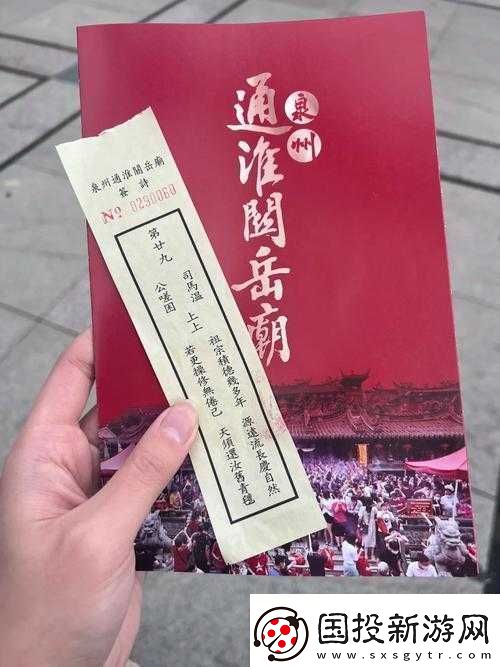 泉州
通淮關岳廟
泉州通淮關岳廟
簽詩
No 0290060
第廿九
司馬溫
公嗟困
上上
祖宗積德幾多年 源遠流長慶自然
若更操修無倦已 天須還汝舊青氈
国投新游网
www.sxsgytr.com